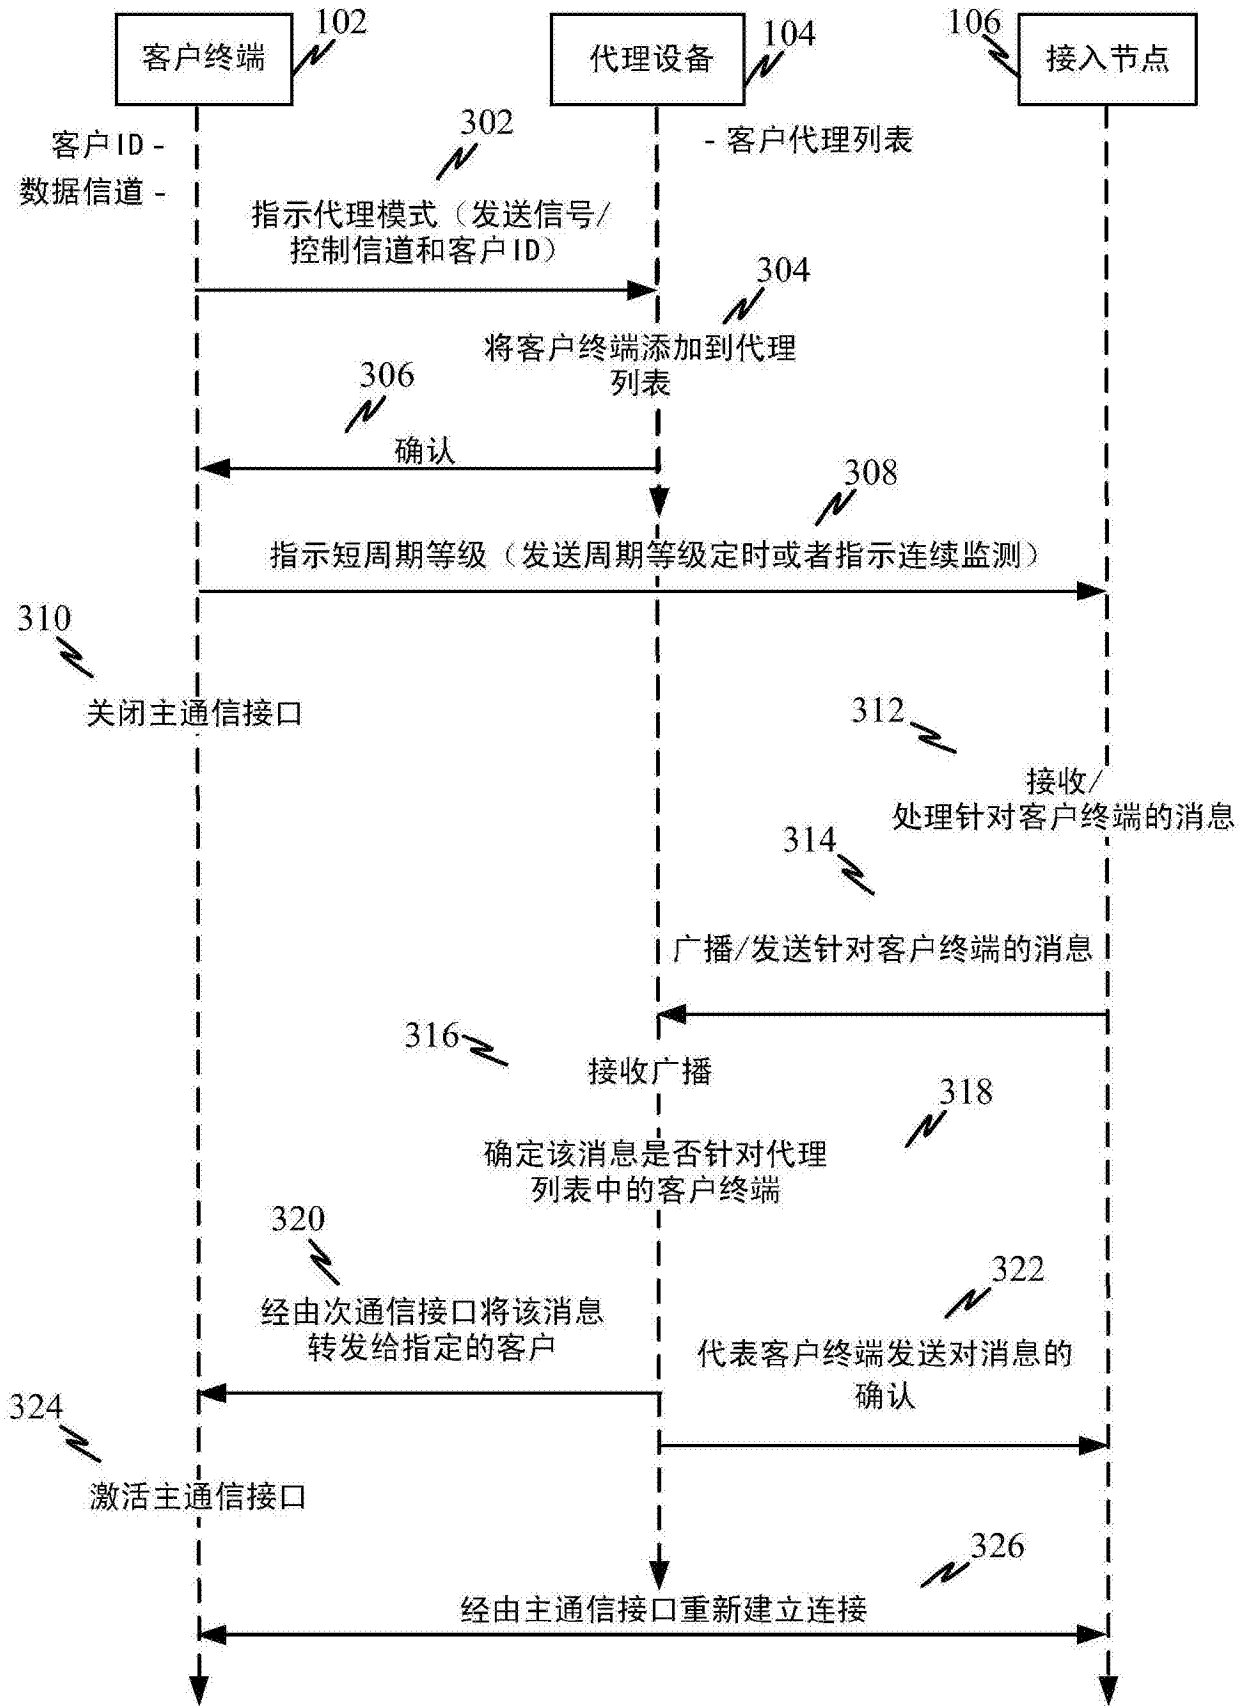 102
104
106
客户终端
代理设备
接入节点
客户ID -
- 客户代理列表
数据信道 -
302
指示代理模式（发送信号/
控制信道和客户ID）
304
将客户终端添加到代理
列表
306
确认
308
指示短周期等级（发送周期等级定时或者指示连续监测）
310
关闭主通信接口
312
接收/
处理针对客户终端的消息
314
广播/发送针对客户终端的消息
316
接收广播
318
确定该消息是否针对代理
列表中的客户终端
320
经由次通信接口将该消息
转发给指定的客户
322
代表客户终端发送对消息的
确认
324
激活主通信接口
326
经由主通信接口重新建立连接